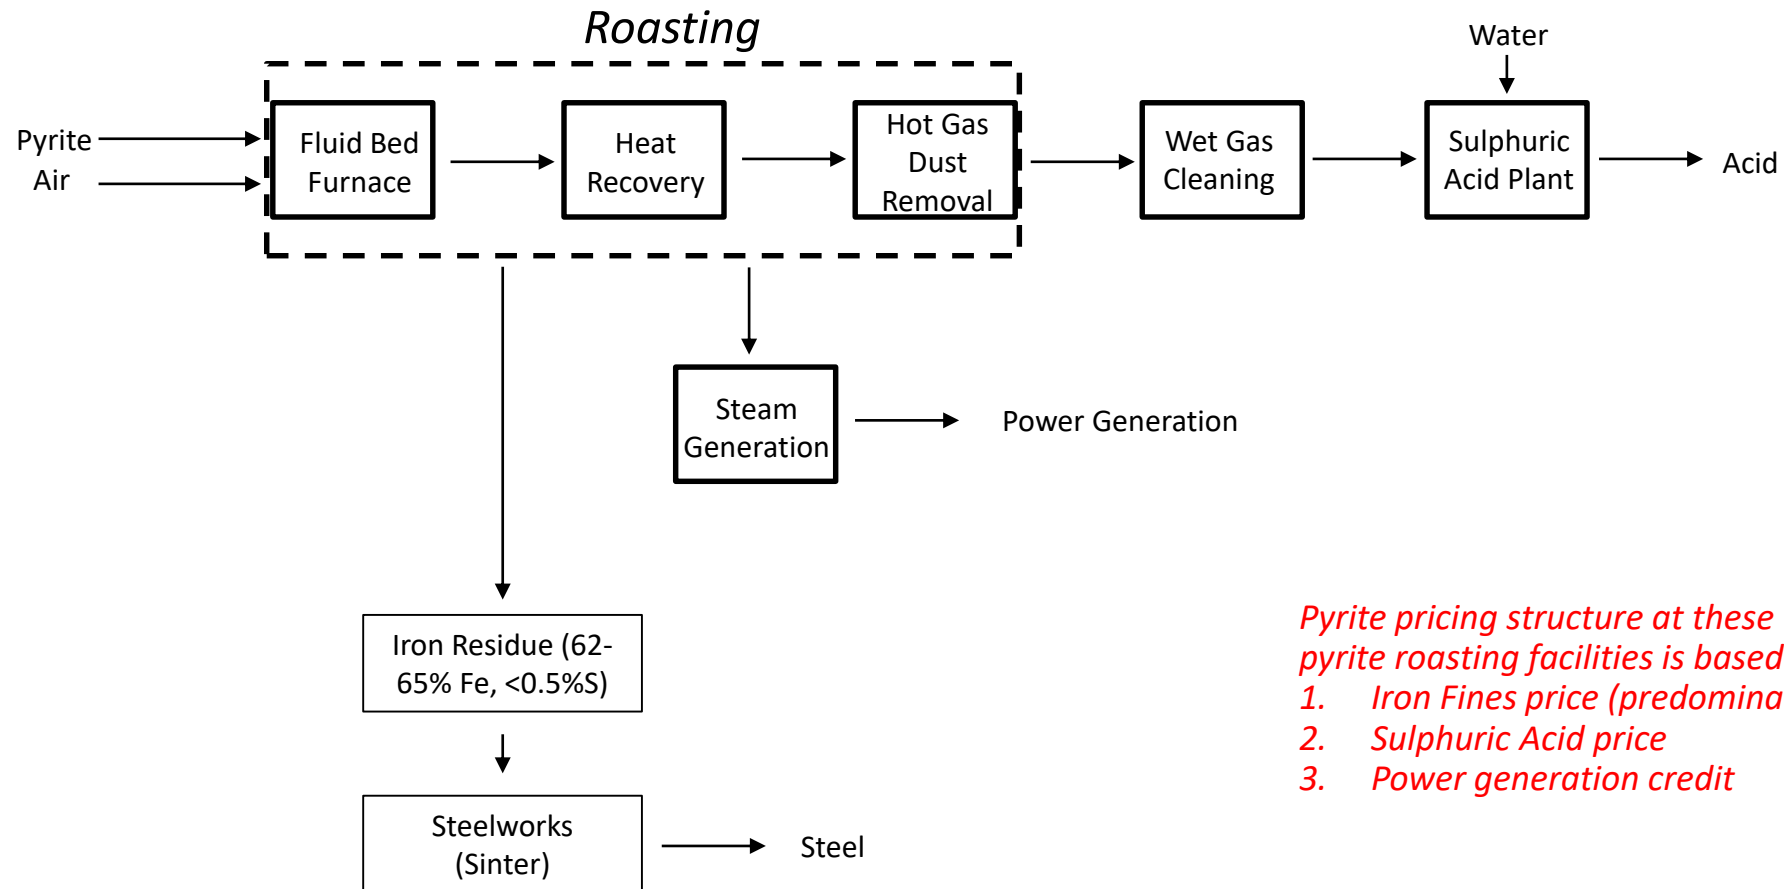 Roasting
Water
Pyrite
Air
Fluid Bed
Furnace
Heat
Recovery
Hot Gas
Dust
Removal
Wet Gas
Cleaning
Sulphuric
Acid Plant
Acid
Steam
Generation
Power Generation
Iron Residue (62-
65% Fe, <0.5%S)
Steelworks
(Sinter)
Steel
Pyrite pricing structure at these
pyrite roasting facilities is based
1. Iron Fines price (predomina
2. Sulphuric Acid price
3. Power generation credit